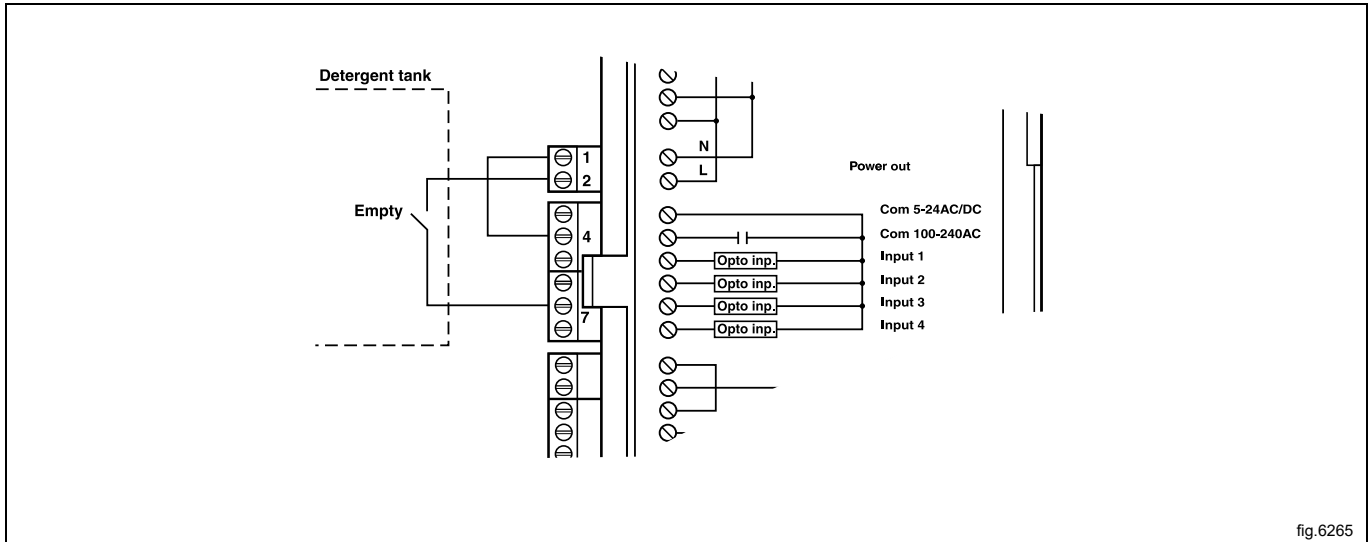 Detergent tank
Empty
1
2
4
7
N
L
Power out
Com 5-24AC/DC
Com 100-240AC
Opto inp. Input 1
Opto inp. Input 2
Opto inp. Input 3
Opto inp. Input 4
fig.6265